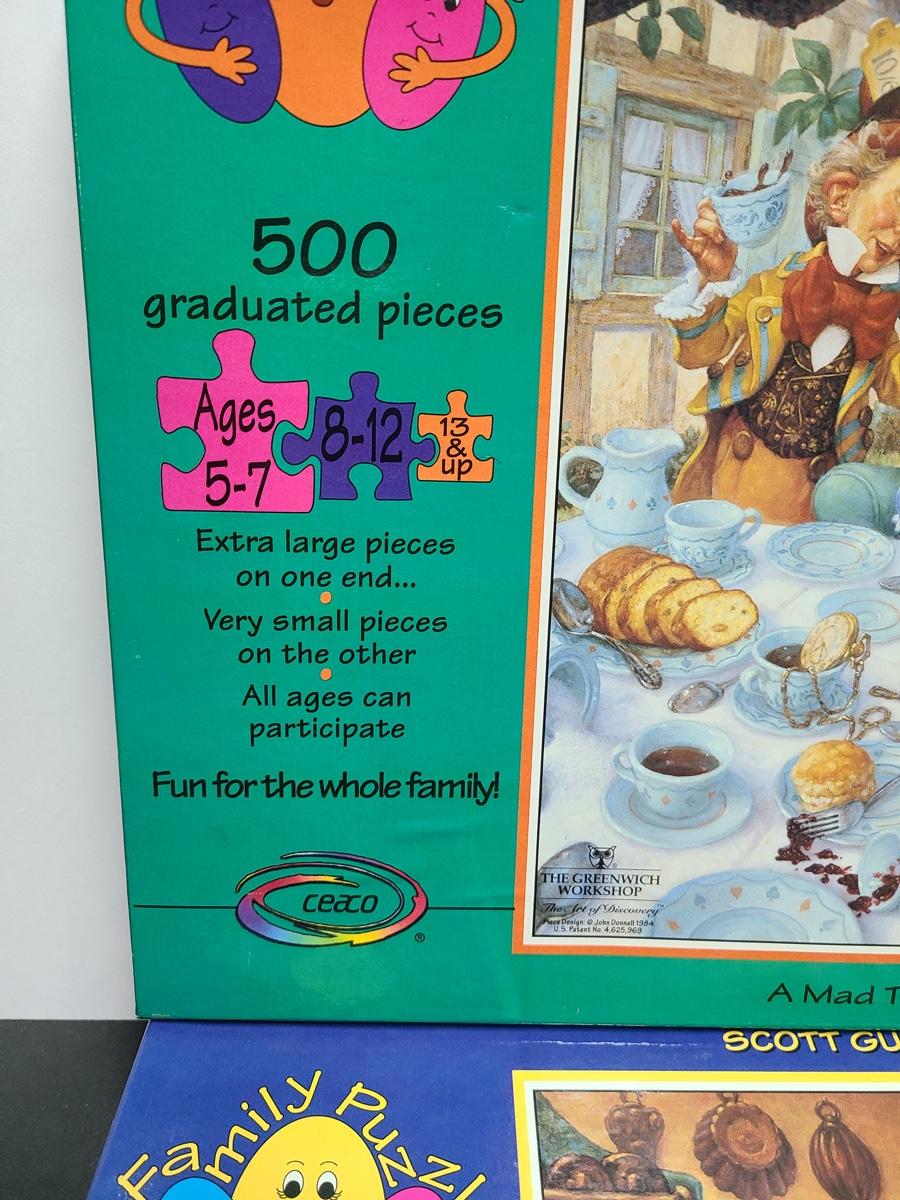 500
graduated pieces
Ages
5-7
8-12
13
&
up
Extra large pieces
on one end...
Very small pieces
on the other
All ages can
participate
Fun for the whole family!
ceaco
®
10/
THE GREENWICH
WORKSHOP
The Art of Discovery™
Piece Design: © John Donnell 1984
U.S. Patent No. 4,625,969
A Mad T
SCOTT GU
Family Puzzl